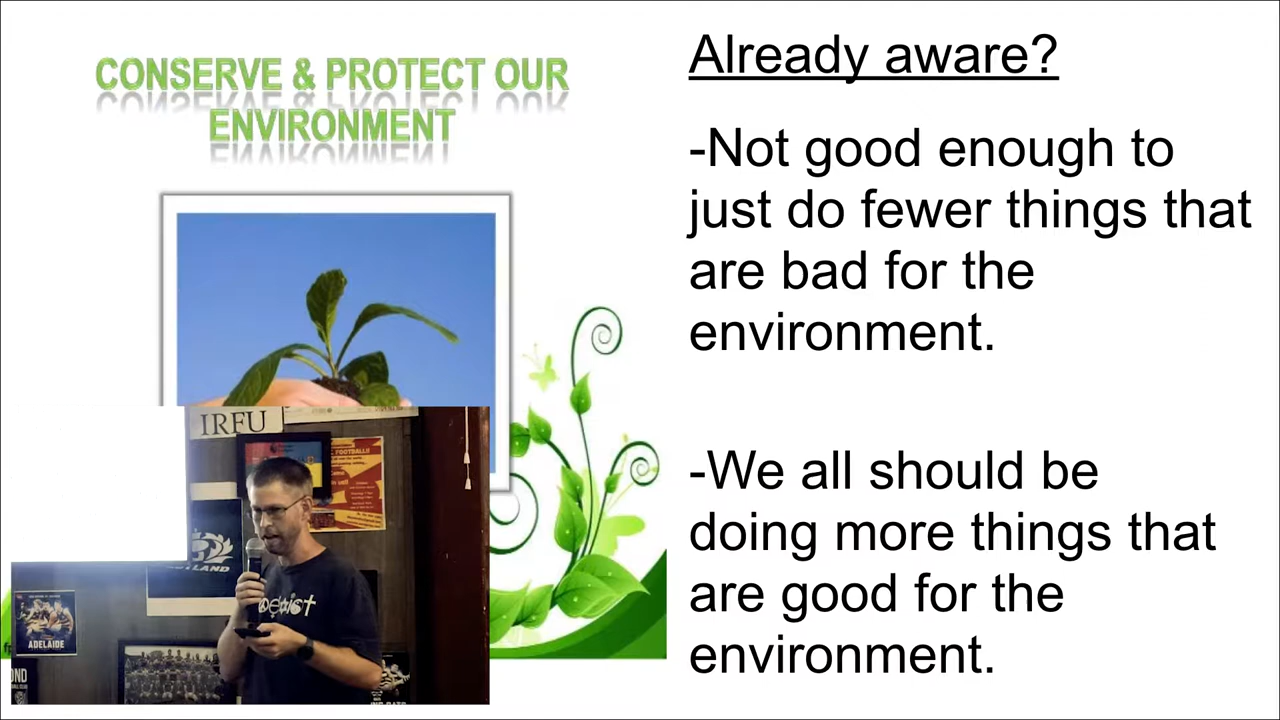 CONSERVE & PROTECT OUR
ENVIRONMENT
Already aware?
-Not good enough to
just do fewer things that
are bad for the
environment.
-We all should be
doing more things that
are good for the
environment.
IRFU
FOOTBALL!!
ADELAIDE